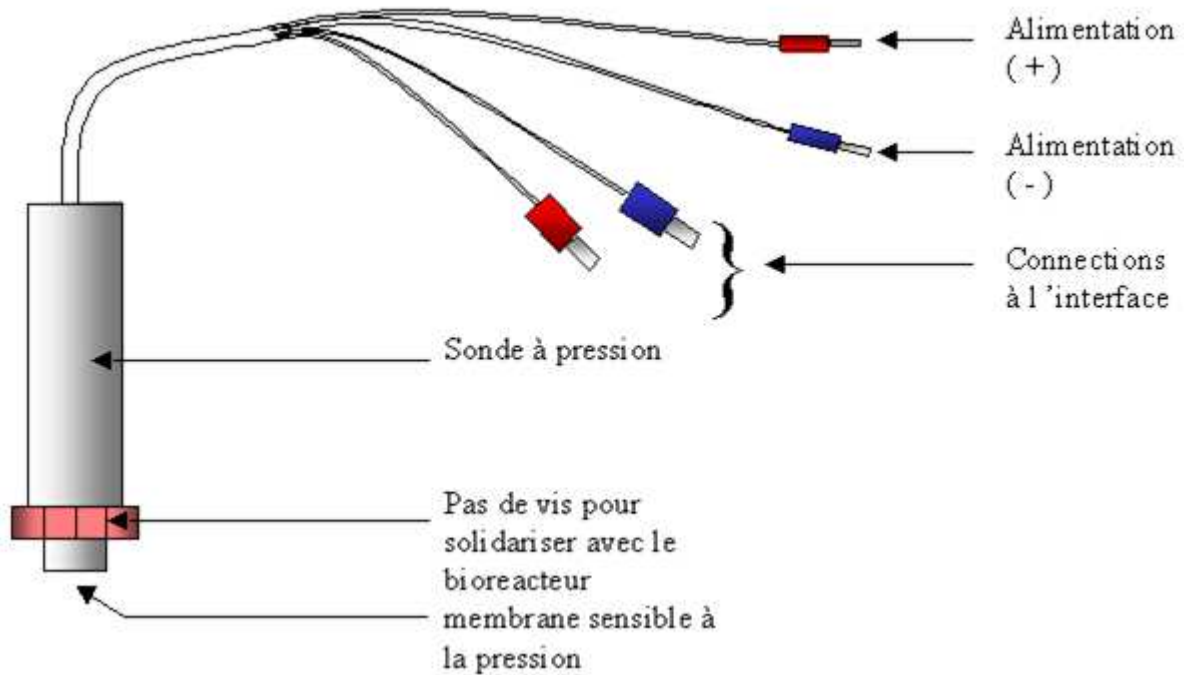 Alimentation
( + )
Alimentation
( - )
Connections
à l ’interface
Sonde à pression
Pas de vis pour
solidariser avec le
bioreacteur
membrane sensible à
la pression